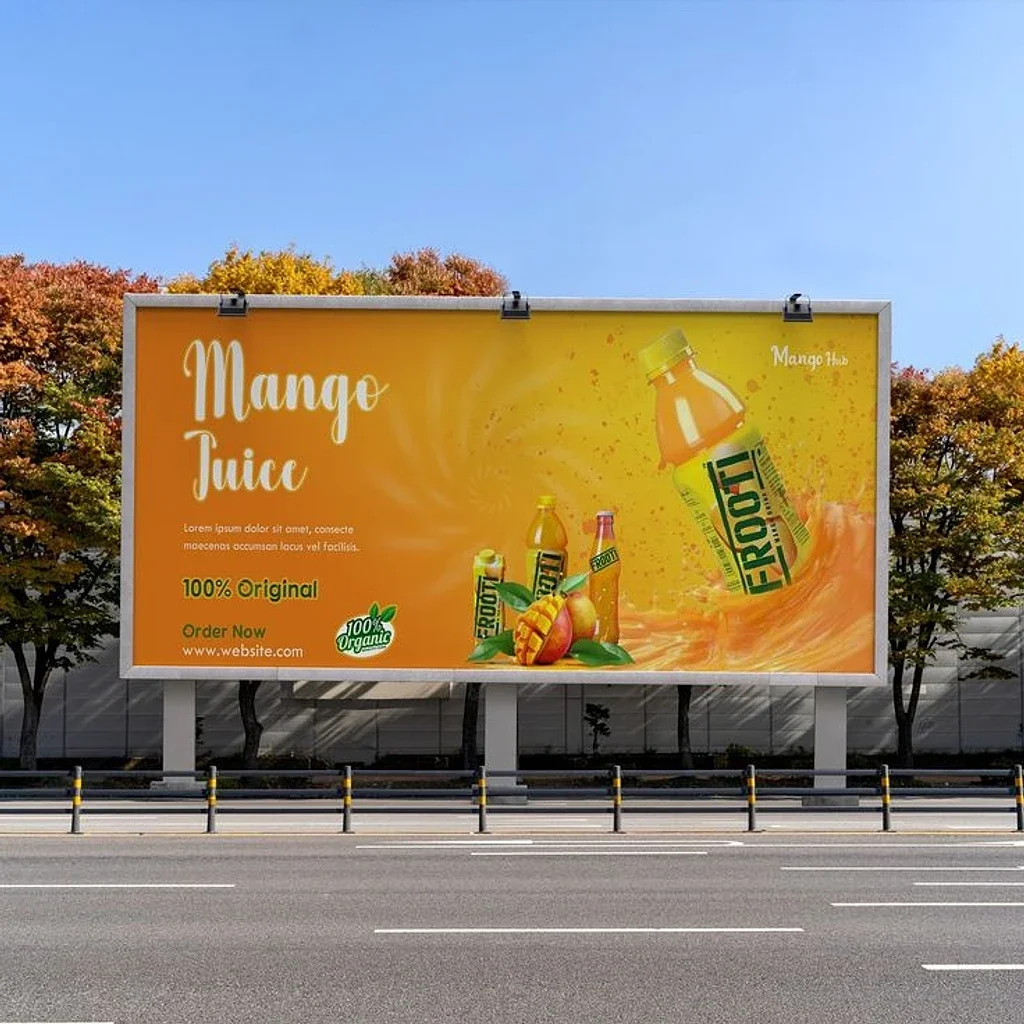 Mango
Juice
Lorem ipsum dolor sit amet, consecte
maecenas accumsan lacus vel facilisis.
100% Original
Order Now
www.website.com
100%
Organic
Mango Hub
FROOTI
FROOTI
FROOTI
FROOTI